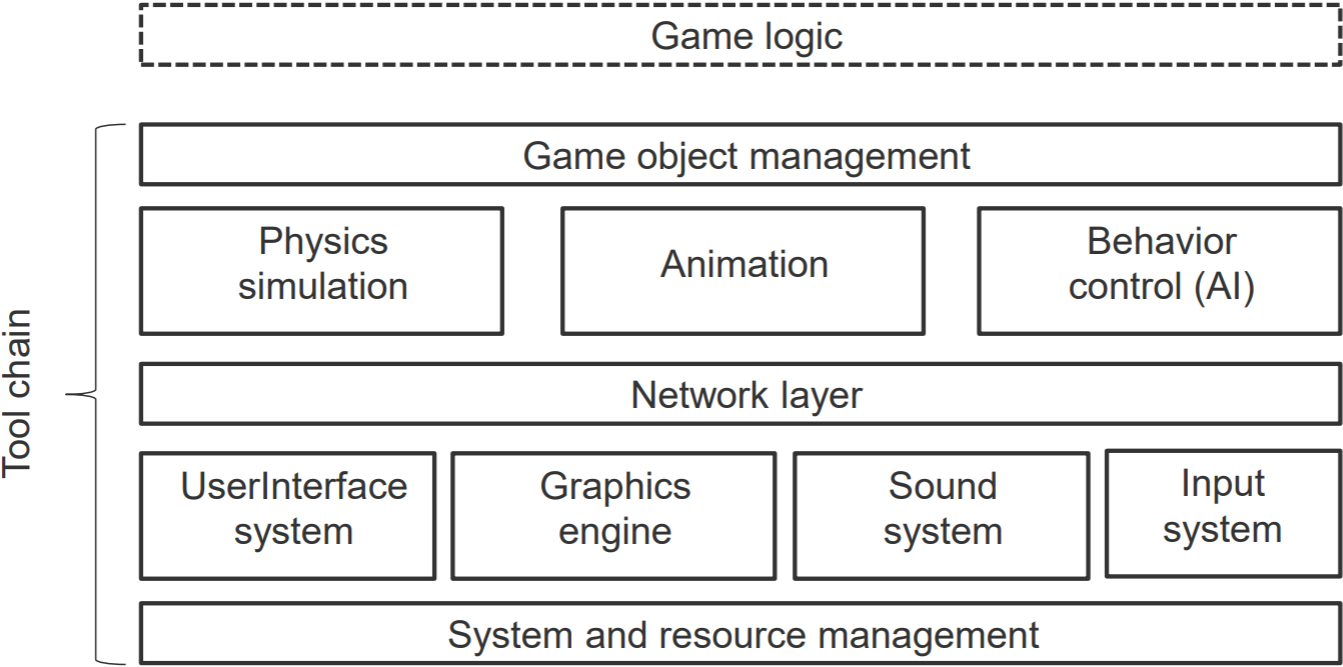 Game logic
Game object management
Physics
simulation
Animation
Behavior
control (AI)
Tool chain
Network layer
UserInterface
system
Graphics
engine
Sound
system
Input
system
System and resource management